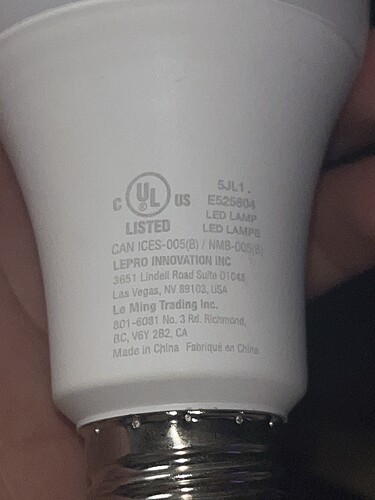 C UL ® US
LISTED
5JL1.
E525804
LED LAMP
LED LAMPE
CAN ICES-005(B) / NMB-005(B)
LEPRO INNOVATION INC
3651 Lindell Road Suite D1048
Las Vegas, NV 89103, USA
Le Ming Trading Inc.
801-6081 No. 3 Rd. Richmond,
BC, V6Y 2B2, CA
Made in China Fabriqué en Chine